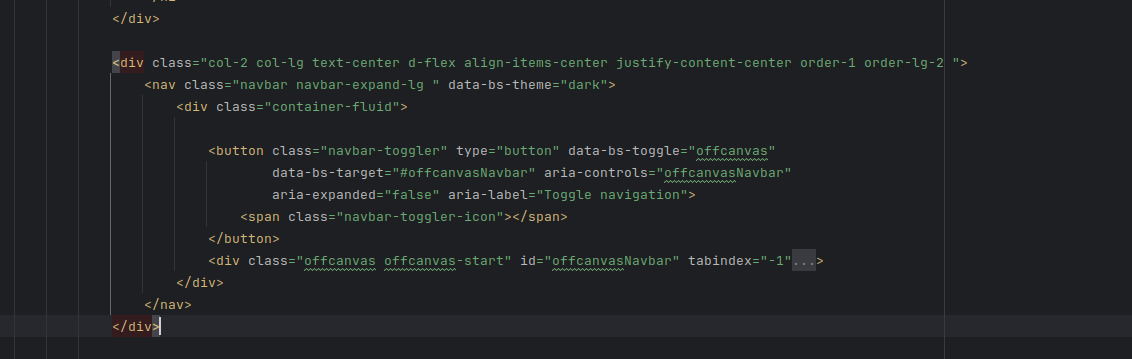 </div>
<div class="col-2 col-lg text-center d-flex align-items-center justify-content-center order-1 order-lg-2 ">
<nav class="navbar navbar-expand-lg " data-bs-theme="dark">
<div class="container-fluid">
<button class="navbar-toggler" type="button" data-bs-toggle="offcanvas"
data-bs-target="#offcanvasNavbar" aria-controls="offcanvasNavbar"
aria-expanded="false" aria-label="Toggle navigation">
<span class="navbar-toggler-icon"></span>
</button>
<div class="offcanvas offcanvas-start" id="offcanvasNavbar" tabindex="-1"...>
</div>
</nav>
</div>